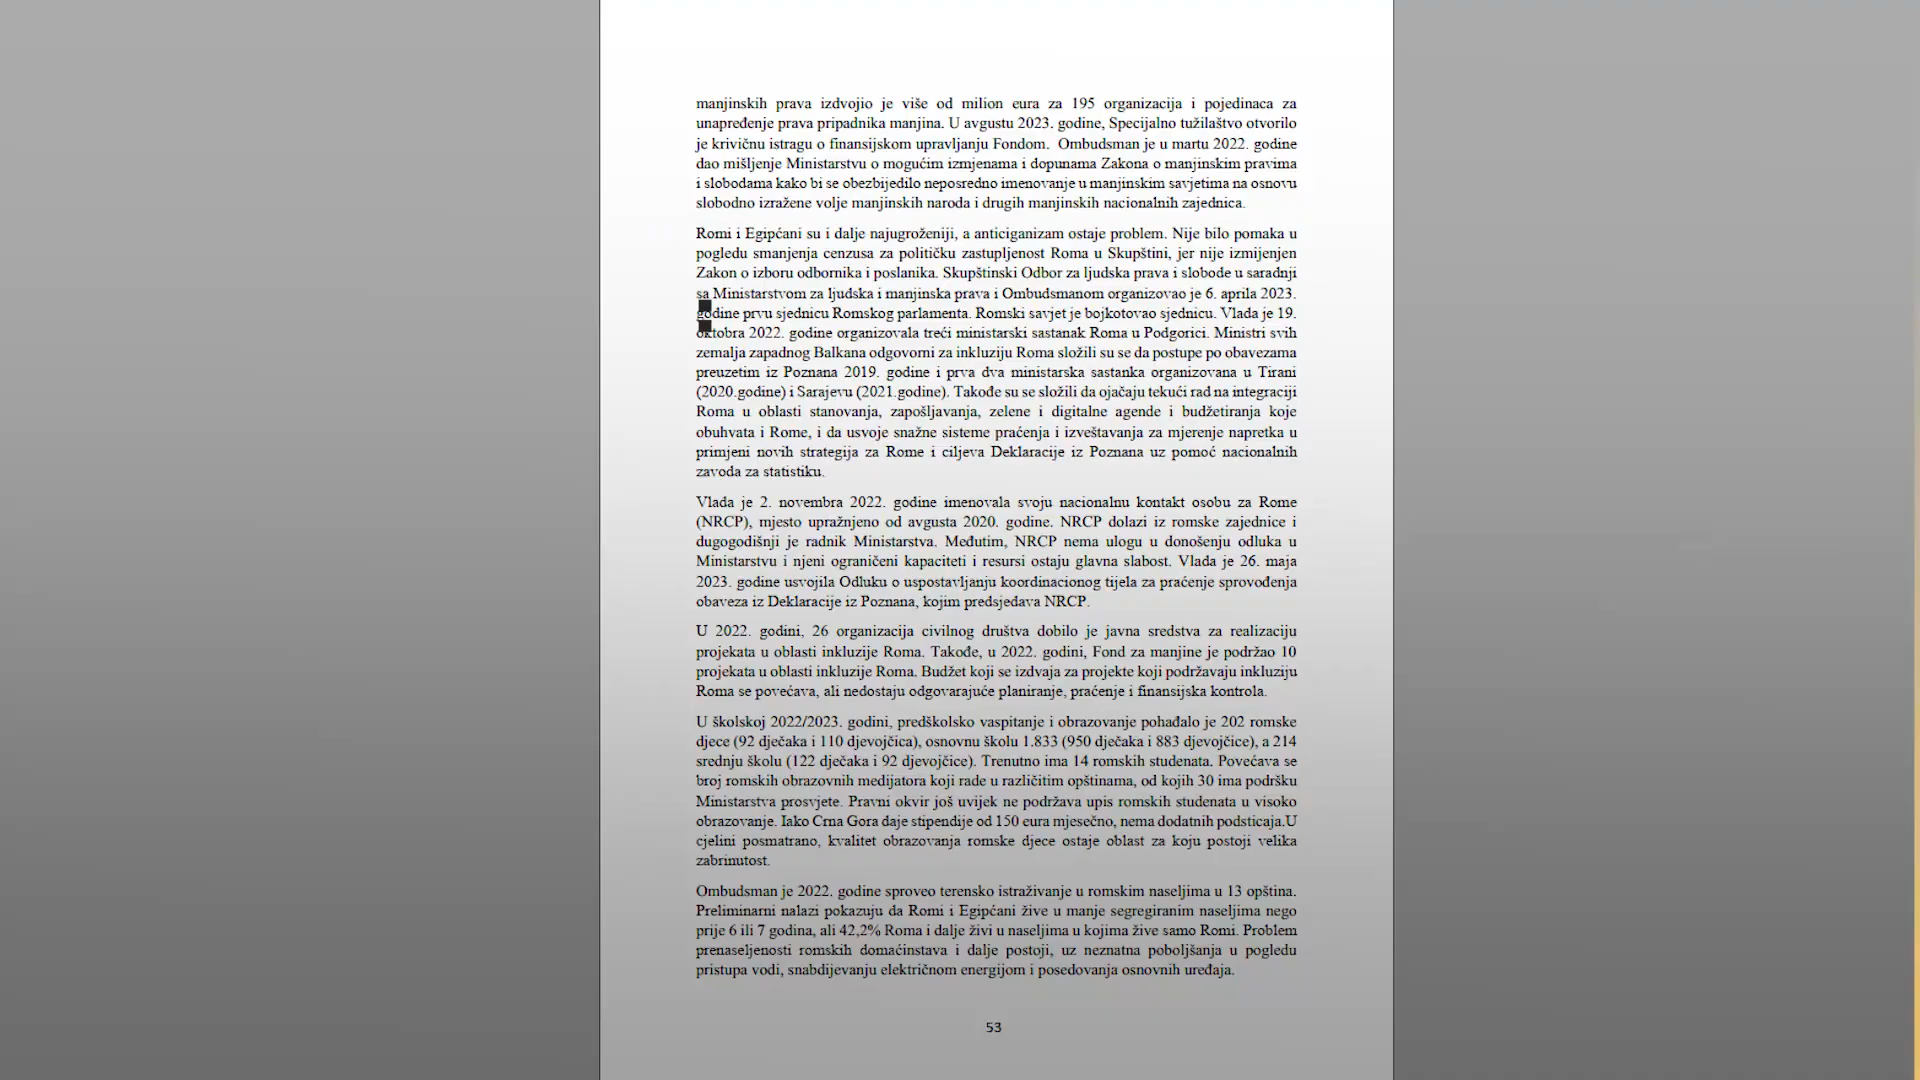 manjinskih prava izdvojio je više od milion eura za 195 organizacija i pojedinaca za
unapređenje prava pripadnika manjina. U avgustu 2023. godine, Specijalno tužilaštvo otvorilo
je krivičnu istragu o finansijskom upravljanju Fondom. Ombudsman je u martu 2022. godine
dao mišljenje Ministarstvu o mogućim izmjenama i dopunama Zakona o manjinskim pravima
i slobodama kako bi se obezbijedilo neposredno imenovanje u manjinskim savjetima na osnovu
slobodno izražene volje manjinskih naroda i drugih manjinskih nacionalnih zajednica.
Romi i Egipćani su i dalje najugroženiji, a anticiganizam ostaje problem. Nije bilo pomaka u
pogledu smanjenja cenzusa za političku zastupljenost Roma u Skupštini, jer nije izmijenjen
Zakon o izboru odbornika i poslanika. Skupštinski Odbor za ljudska prava i slobode u saradnji
sa Ministarstvom za ljudska i manjinska prava i Ombudsmanom organizovao je 6. aprila 2023.
godine prvu sjednicu Romskog parlamenta. Romski savjet je bojkotovao sjednicu. Vlada je 19.
oktobra 2022. godine organizovala treći ministarski sastanak Roma u Podgorici. Ministri svih
zemalja zapadnog Balkana odgovorni za inkluziju Roma složili su se da postupe po obavezama
preuzetim iz Poznana 2019. godine i prva dva ministarska sastanka organizovana u Tirani
(2020.godine) i Sarajevu (2021.godine). Takođe su se složili da ojačaju tekući rad na integraciji
Roma u oblasti stanovanja, zapošljavanja, zelene i digitalne agende i budžetiranja koje
obuhvata i Rome, i da usvoje snažne sisteme praćenja i izveštavanja za mjerenje napretka u
primjeni novih strategija za Rome i ciljeva Deklaracije iz Poznana uz pomoć nacionalnih
zavoda za statistiku.
Vlada je 2. novembra 2022. godine imenovala svoju nacionalnu kontakt osobu za Rome
(NRCP), mjesto upražnjeno od avgusta 2020. godine. NRCP dolazi iz romske zajednice i
dugogodišnji je radnik Ministarstva. Međutim, NRCP nema ulogu u donošenju odluka u
Ministarstvu i njeni ograničeni kapaciteti i resursi ostaju glavna slabost. Vlada je 26. maja
2023. godine usvojila Odluku o uspostavljanju koordinacionog tijela za praćenje sprovođenja
obaveza iz Deklaracije iz Poznana, kojim predsjedava NRCP.
U 2022. godini, 26 organizacija civilnog društva dobilo je javna sredstva za realizaciju
projekata u oblasti inkluzije Roma. Takođe, u 2022. godini, Fond za manjine je podržao 10
projekata u oblasti inkluzije Roma. Budžet koji se izdvaja za projekte koji podržavaju inkluziju
Roma se povećava, ali nedostaju odgovarajuće planiranje, praćenje i finansijska kontrola.
U školskoj 2022/2023. godini, predškolsko vaspitanje i obrazovanje pohađalo je 202 romske
djece (92 dječaka i 110 djevojčica), osnovnu školu 1.833 (950 dječaka i 883 djevojčice), a 214
srednju školu (122 dječaka i 92 djevojčice). Trenutno ima 14 romskih studenata. Povećava se
broj romskih obrazovnih medijatora koji rade u različitim opštinama, od kojih 30 ima podršku
Ministarstva prosvjete. Pravni okvir još uvijek ne podržava upis romskih studenata u visoko
obrazovanje. Iako Crna Gora daje stipendije od 150 eura mjesečno, nema dodatnih podsticaja.U
cjelini posmatrano, kvalitet obrazovanja romske djece ostaje oblast za koju postoji velika
zabrinutost.
Ombudsman je 2022. godine sproveo terensko istraživanje u romskim naseljima u 13 opština.
Preliminarni nalazi pokazuju da Romi i Egipćani žive u manje segregiranim naseljima nego
prije 6 ili 7 godina, ali 42,2% Roma i dalje živi u naseljima u kojima žive samo Romi. Problem
prenaseljenosti romskih domaćinstava i dalje postoji, uz neznatna poboljšanja u pogledu
pristupa vodi, snabdijevanju električnom energijom i posedovanja osnovnih uređaja.
53